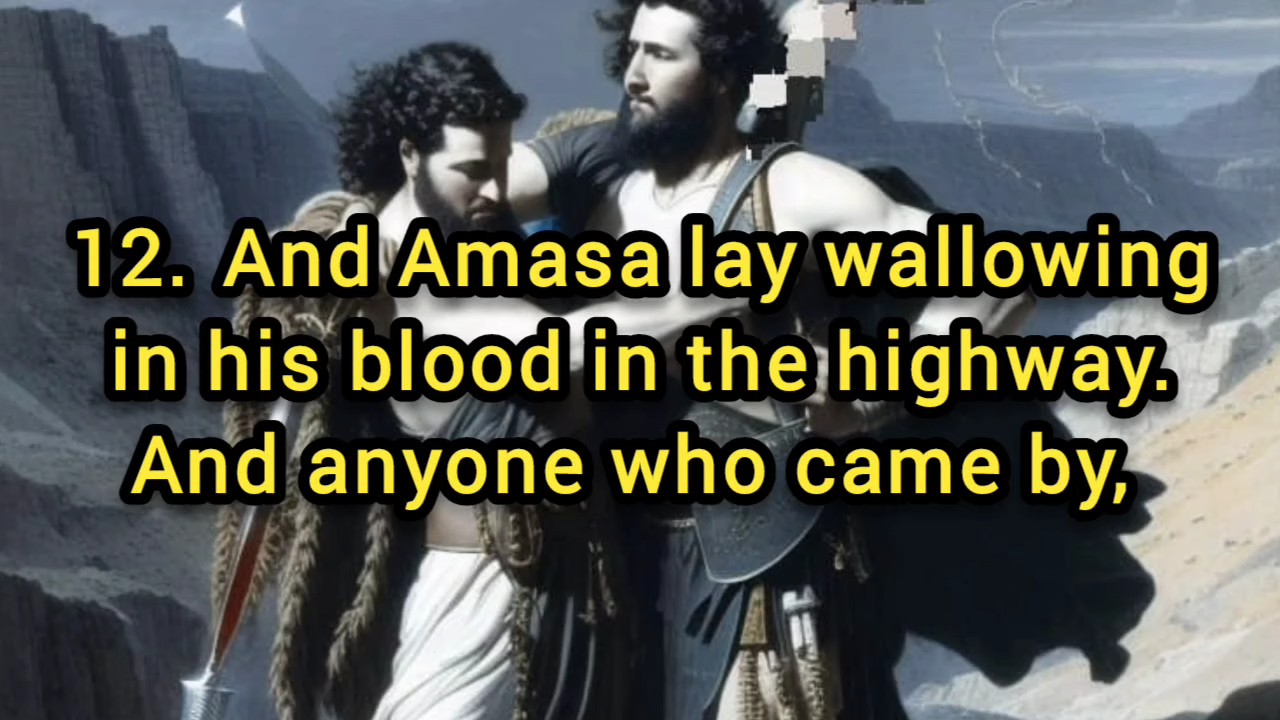 12. And Amasa lay wallowing
in his blood in the highway.
And anyone who came by,